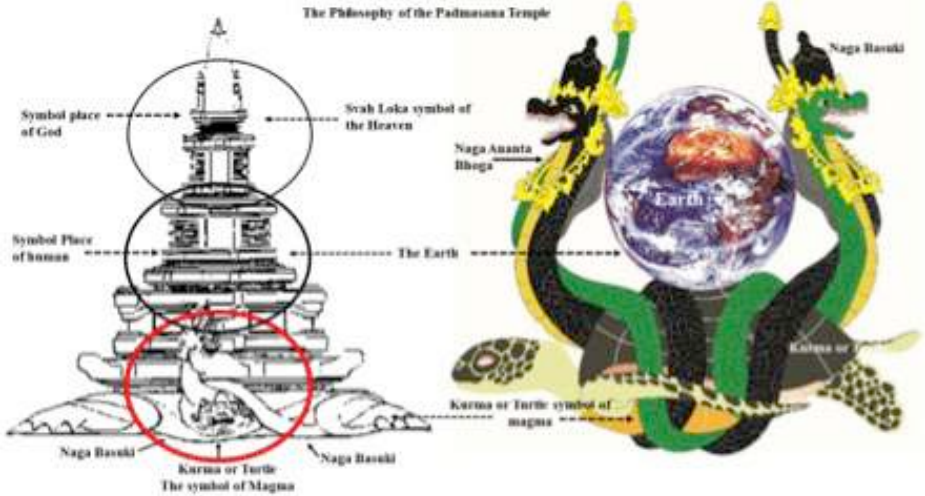 The Philosophy of the Padmasana Temple
Symbol place
of God
Svah Loka symbol of
the Heaven
Symbol Place
of human
The Earth
Naga Basuki
Kurma or Turtle
The symbol of Magma
Naga Basuki
Naga Basuki
Naga Ananta
Bhoga
Earth
Kurma or
Kurma or Turtle symbol of
magma